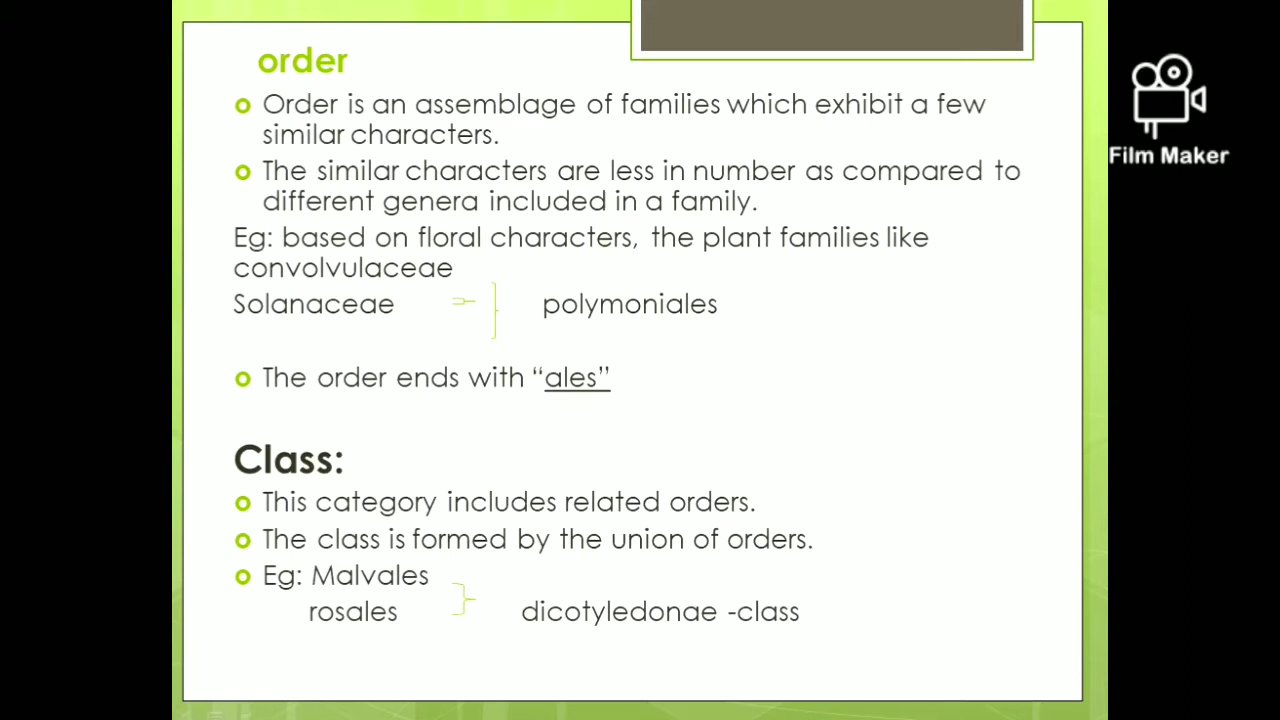 order
Order is an assemblage of families which exhibit a few
similar characters.
The similar characters are less in number as compared to
different genera included in a family.
Eg: based on floral characters, the plant families like
convolvulaceae
Solanaceae polymoniales
The order ends with “ales”
Class:
This category includes related orders.
The class is formed by the union of orders.
Eg: Malvales
rosales dicotyledonae -class
Film Maker